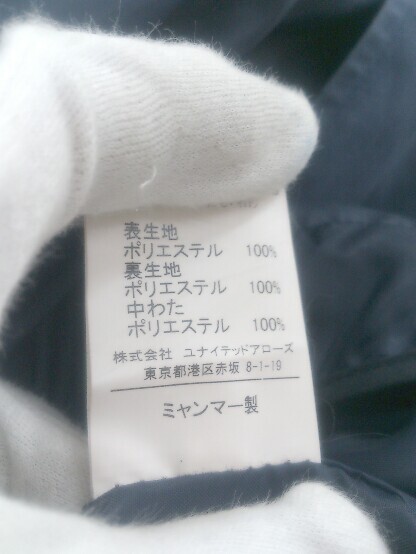 表生地
ポリエステル 100%
裏生地
ポリエステル 100%
中わた
ポリエステル 100%
株式会社 ユナイテッドアローズ
東京都港区赤坂 8-1-19
ミャンマー製